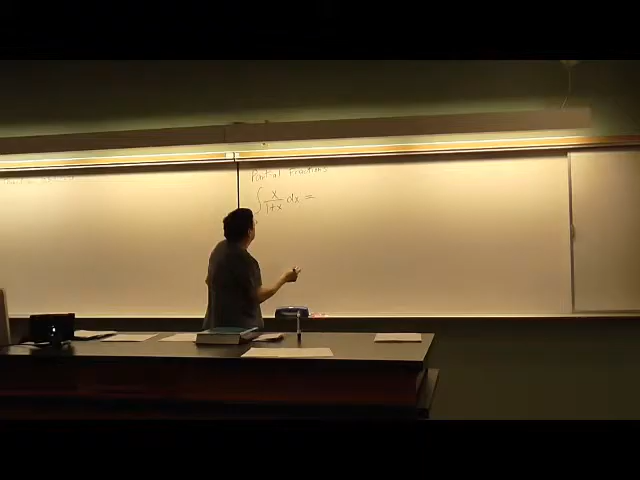 Partial Fractions
∫ x/(1+x) dx =